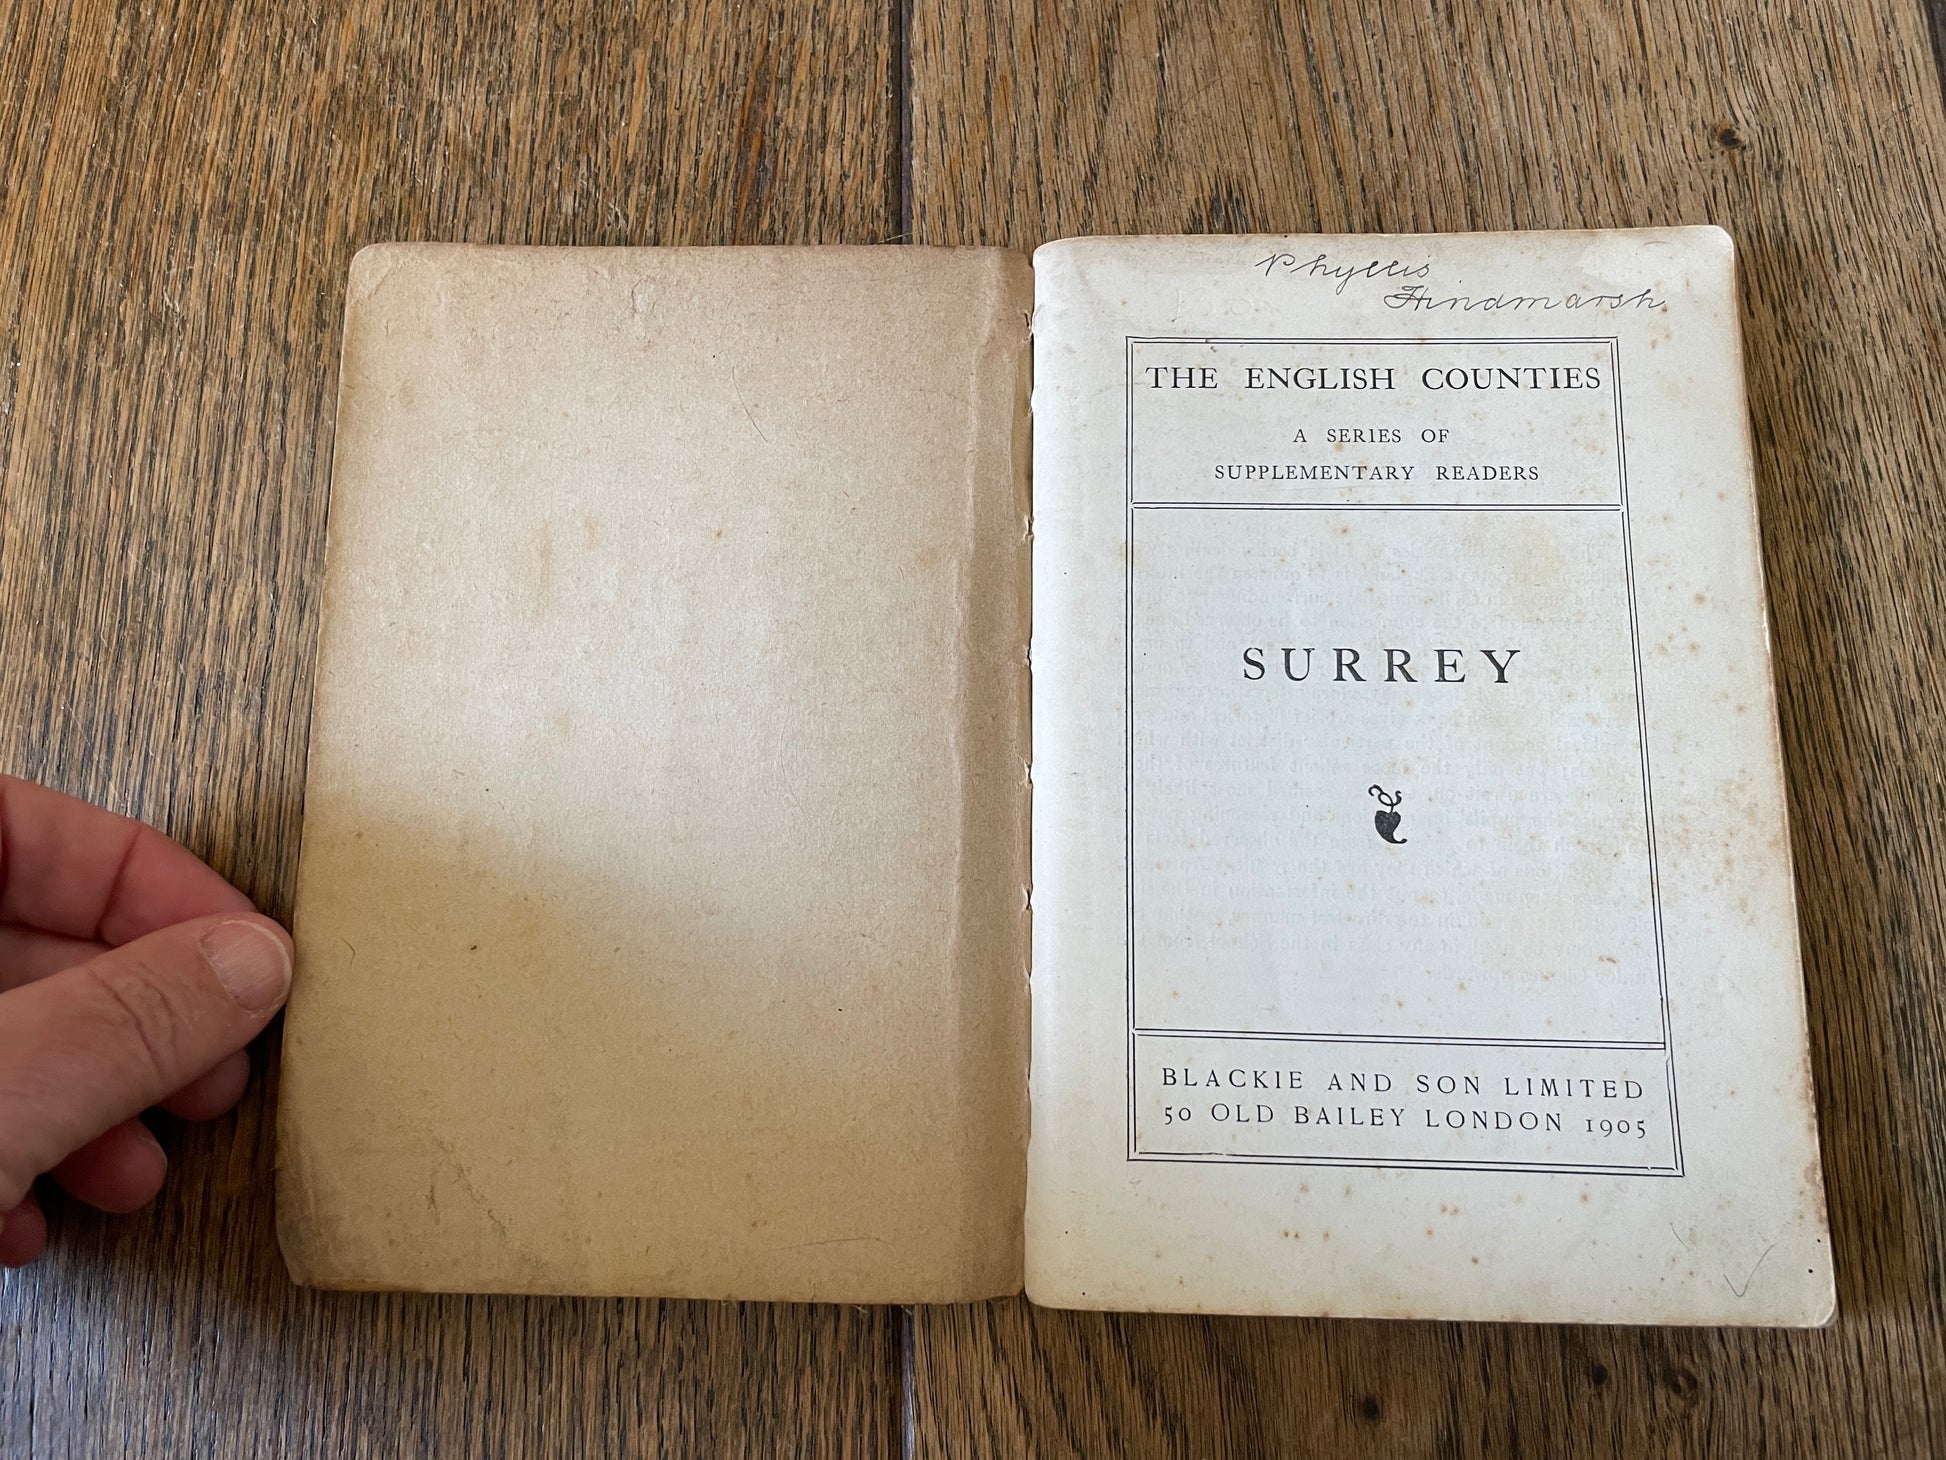 Phyllis
Hindmarsh
THE ENGLISH COUNTIES
A SERIES OF
SUPPLEMENTARY READERS
SURREY
BLACKIE AND SON LIMITED
50 OLD BAILEY LONDON 1905